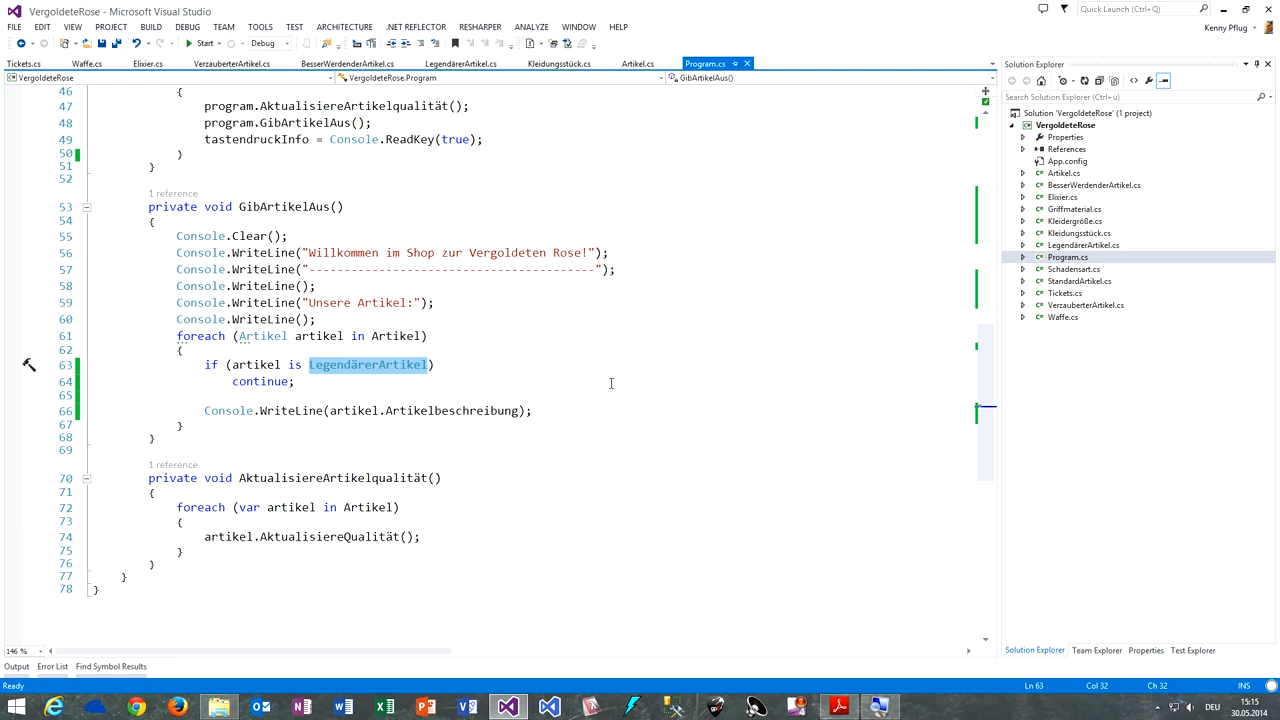 VergoldeteRose - Microsoft Visual Studio
Quick Launch (Ctrl+Q)
FILE EDIT VIEW PROJECT BUILD DEBUG TEAM TOOLS TEST ARCHITECTURE .NET REFLECTOR RESHARPER ANALYZE WINDOW HELP
Kenny Pflug
Start Debug
Tickets.cs Waffe.cs Elixier.cs VerzauberterArtikel.cs BesserWerdenderArtikel.cs LegendärerArtikel.cs Kleidungsstück.cs Artikel.cs Program.cs
VergoldeteRose VergoldeteRose.Program GibArtikelAus()
46 {
47 program.AktualisiereArtikelqualität();
48 program.GibArtikelAus();
49 tastendruckInfo = Console.ReadKey(true);
50 }
51 }
52
1 reference
53 private void GibArtikelAus()
54 {
55 Console.Clear();
56 Console.WriteLine("Willkommen im Shop zur Vergoldeten Rose!");
57 Console.WriteLine("-----------------------------------------");
58 Console.WriteLine();
59 Console.WriteLine("Unsere Artikel:");
60 Console.WriteLine();
61 foreach (Artikel artikel in Artikel)
62 {
63 if (artikel is LegendärerArtikel)
64 continue;
65
66 Console.WriteLine(artikel.Artikelbeschreibung);
67 }
68 }
69
1 reference
70 private void AktualisiereArtikelqualität()
71 {
72 foreach (var artikel in Artikel)
73 {
74 artikel.AktualisiereQualität();
75 }
76 }
77 }
78 }
146 %
Solution Explorer
Search Solution Explorer (Ctrl+ü)
Solution 'VergoldeteRose' (1 project)
VergoldeteRose
Properties
References
App.config
Artikel.cs
BesserWerdenderArtikel.cs
Elixier.cs
Griffmaterial.cs
Kleidergröße.cs
Kleidungsstück.cs
LegendärerArtikel.cs
Program.cs
Schadensart.cs
StandardArtikel.cs
Tickets.cs
VerzauberterArtikel.cs
Waffe.cs
Solution Explorer Team Explorer Properties Test Explorer
Output Error List Find Symbol Results
Ready Ln 63 Col 32 Ch 32 INS
DEU
15:15
30.05.2014